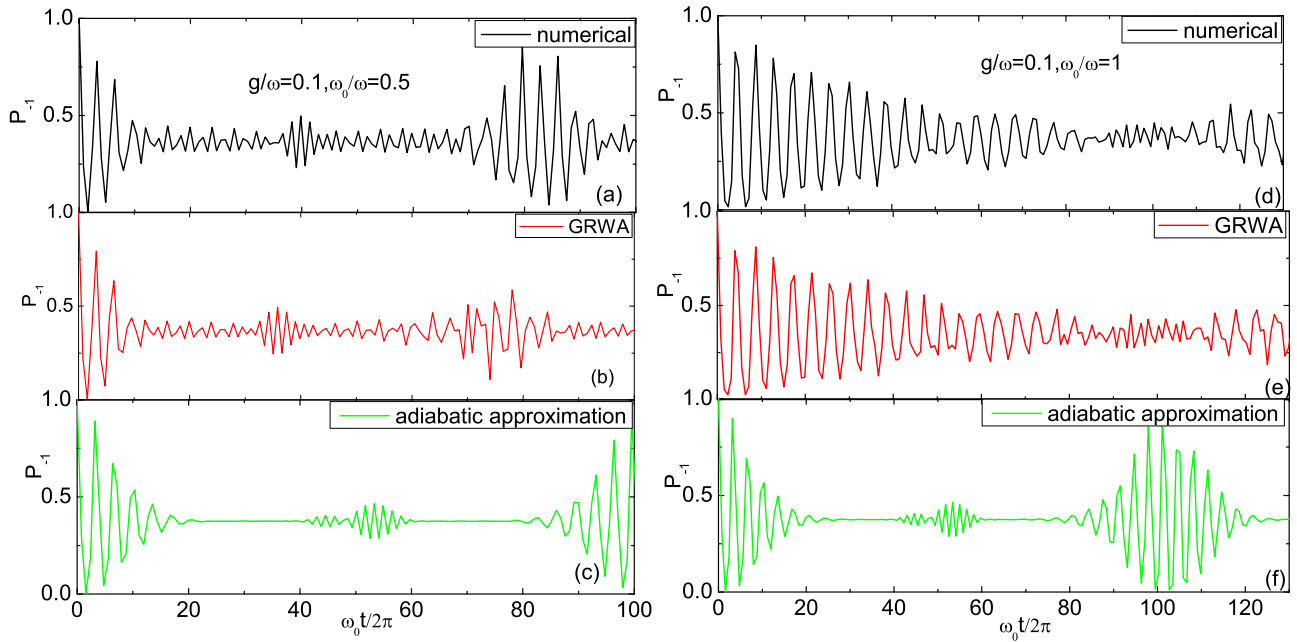 numerical
g/ω=0.1,ω₀/ω=0.5
P₋₁
0.5
(a)
1.0
GRWA
P₋₁
0.5
(b)
1.0
adiabatic approximation
P₋₁
0.5
(c)
0.0
0 20 40 60 80 100
ω₀t/2π
1.0
numerical
g/ω=0.1,ω₀/ω=1
P₋₁
0.5
(d)
1.0
GRWA
P₋₁
0.5
(e)
1.0
adiabatic approximation
P₋₁
0.5
(f)
0.0
0 20 40 60 80 100 120
ω₀t/2π